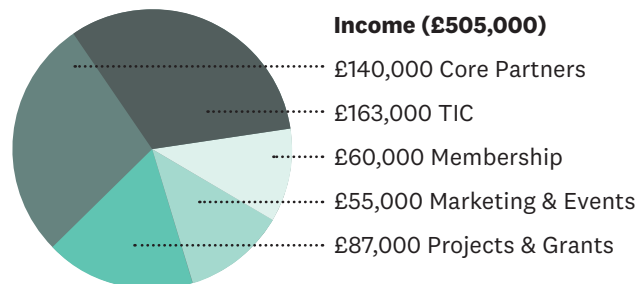 Income (£505,000)
£140,000 Core Partners
£163,000 TIC
£60,000 Membership
£55,000 Marketing & Events
£87,000 Projects & Grants